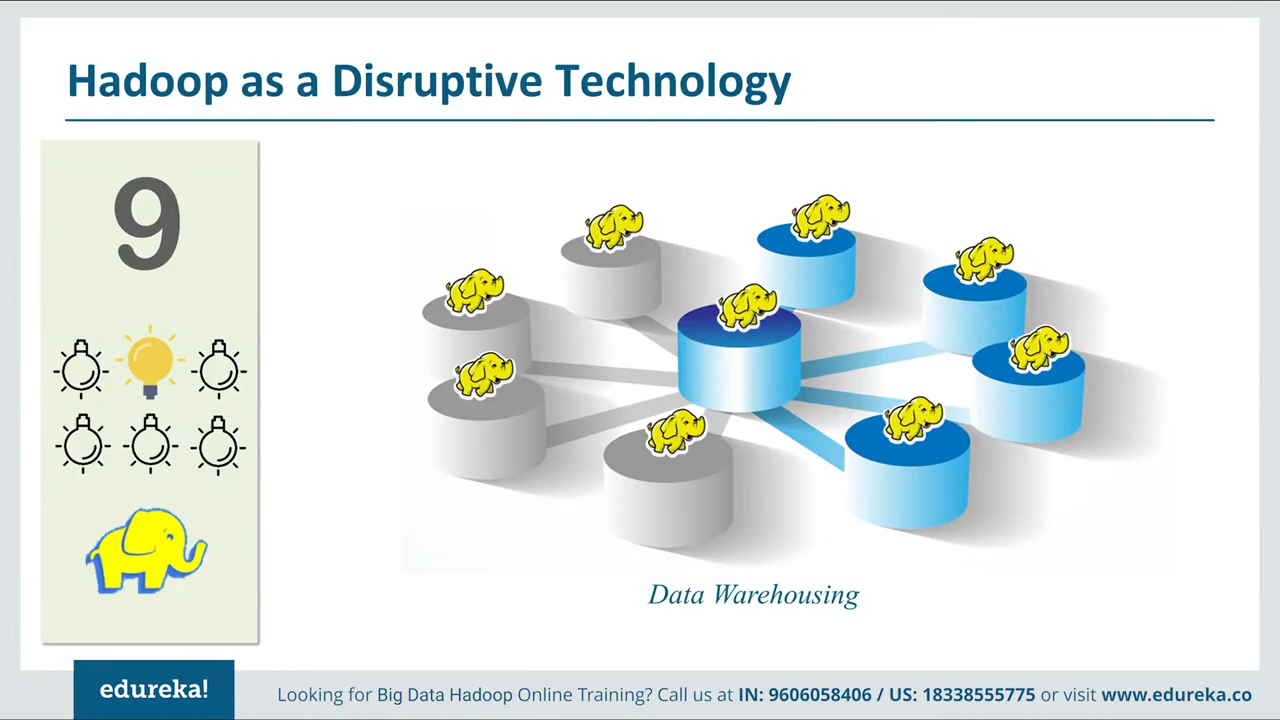 Hadoop as a Disruptive Technology
9
Data Warehousing
edureka!
Looking for Big Data Hadoop Online Training? Call us at IN: 9606058406 / US: 18338555775 or visit www.edureka.co